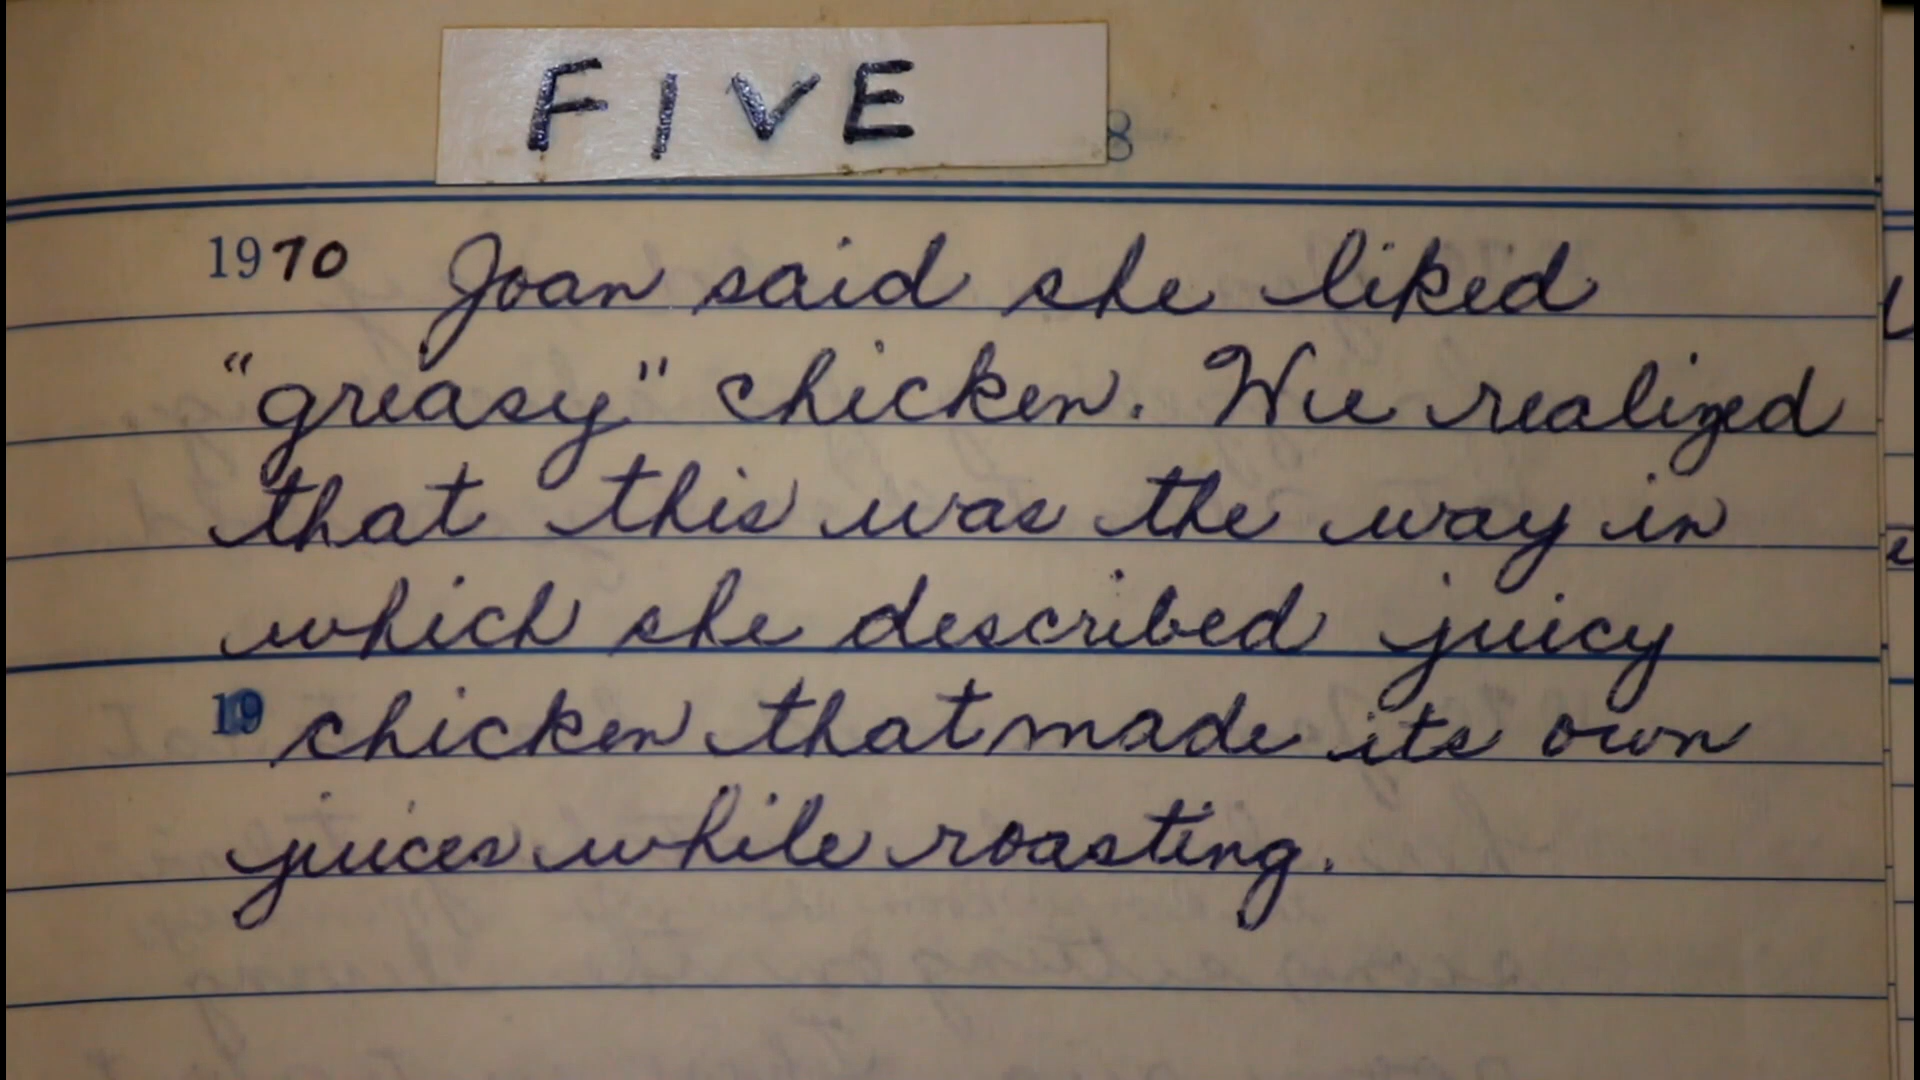 FIVE
8
1970 Joan said she liked
"greasy" chicken. We realized
that this was the way in
which she described juicy
19 chicken that made its own
juices while roasting.